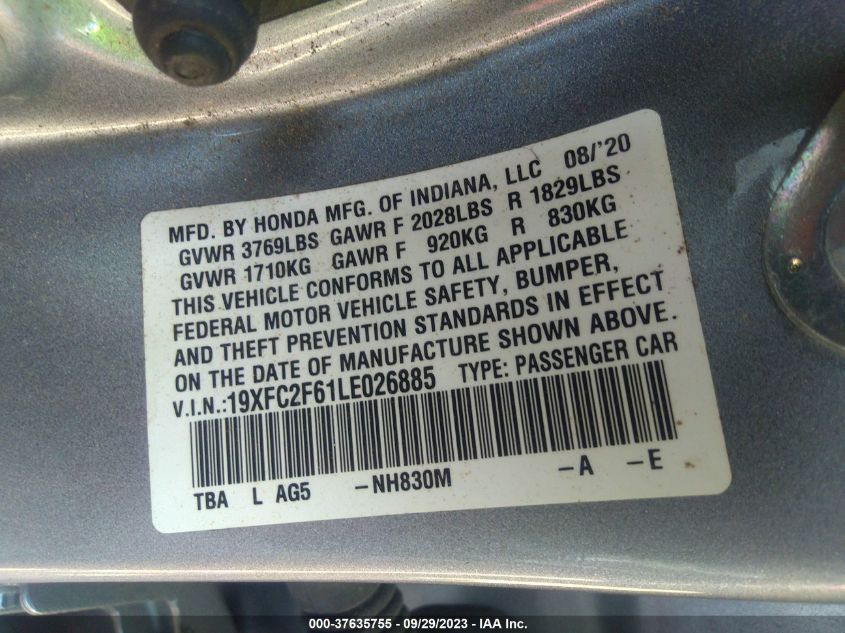 MFD. BY HONDA MFG. OF INDIANA, LLC 08/'20
GVWR 3769LBS GAWR F 2028LBS R 1829LBS
GVWR 1710KG GAWR F 920KG R 830KG
THIS VEHICLE CONFORMS TO ALL APPLICABLE
FEDERAL MOTOR VEHICLE SAFETY, BUMPER,
AND THEFT PREVENTION STANDARDS IN EFFECT
ON THE DATE OF MANUFACTURE SHOWN ABOVE.
V.I.N.:19XFC2F61LE026885 TYPE: PASSENGER CAR
TBA L AG5 -NH830M -A -E
000-37635755 - 09/29/2023 - IAA Inc.